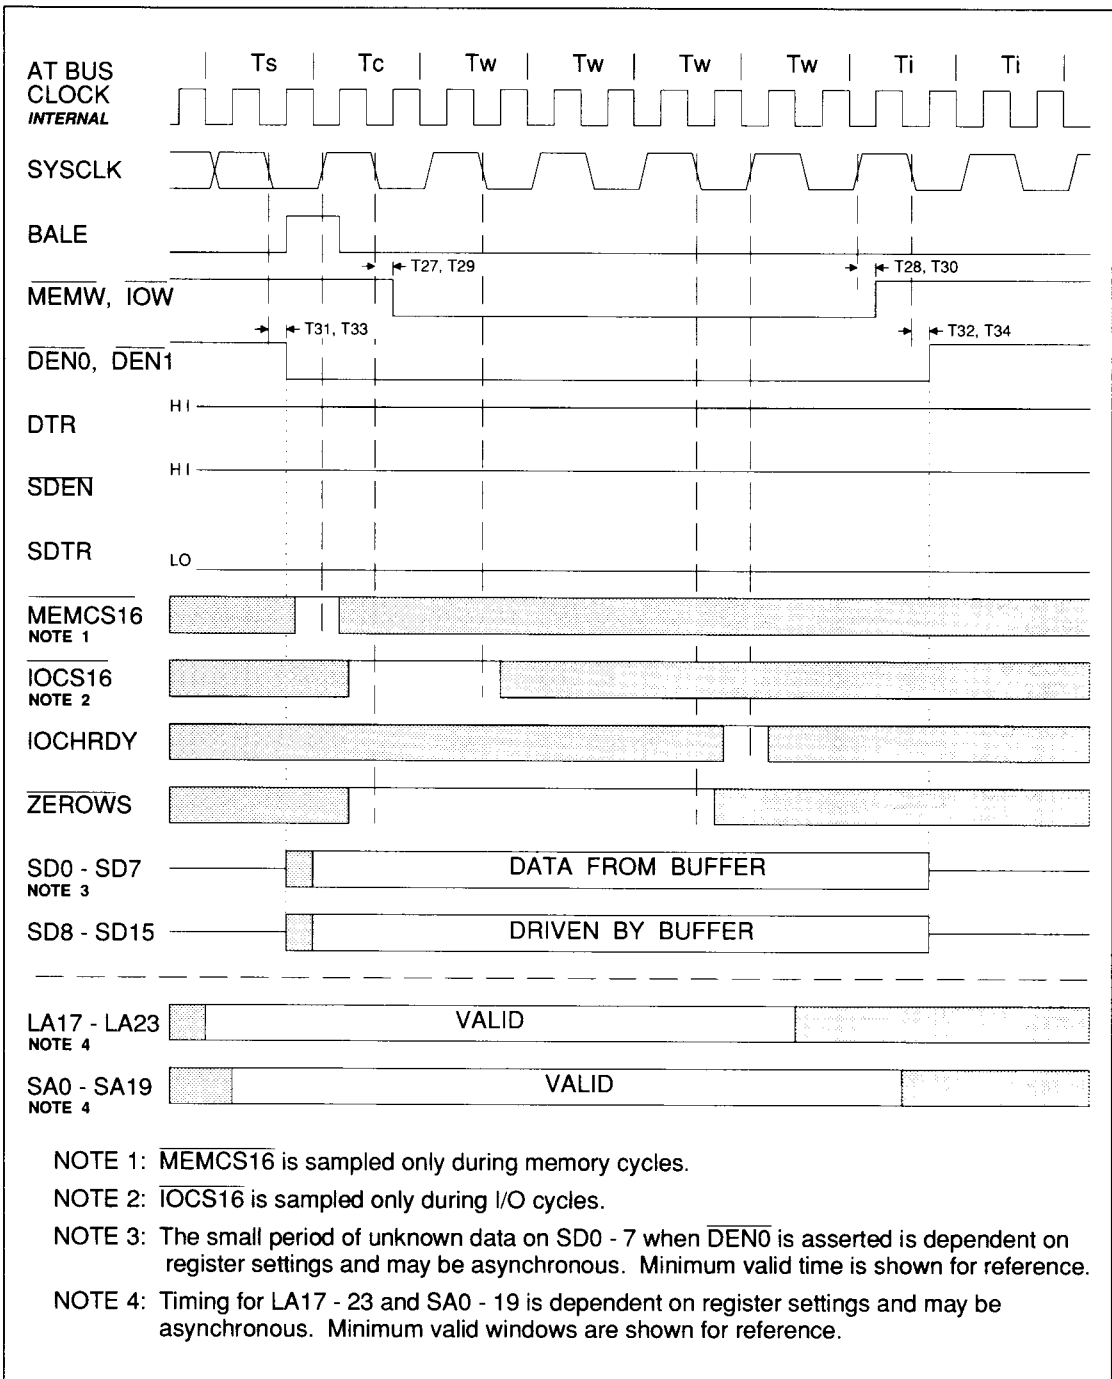 Ts Tc Tw Tw Tw Tw Ti Ti
AT BUS
CLOCK
INTERNAL
SYSCLK
BALE
T27, T29
T28, T30
MEMW, IOW
T31, T33
T32, T34
DEN0, DEN1
HI
DTR
HI
SDEN
SDTR
LO
MEMCS16
NOTE 1
IOCS16
NOTE 2
IOCHRDY
ZEROWS
SD0 - SD7
NOTE 3
DATA FROM BUFFER
SD8 - SD15
DRIVEN BY BUFFER
LA17 - LA23
NOTE 4
VALID
SA0 - SA19
NOTE 4
VALID
NOTE 1: MEMCS16 is sampled only during memory cycles.
NOTE 2: IOCS16 is sampled only during I/O cycles.
NOTE 3: The small period of unknown data on SD0 - 7 when DEN0 is asserted is dependent on
register settings and may be asynchronous. Minimum valid time is shown for reference.
NOTE 4: Timing for LA17 - 23 and SA0 - 19 is dependent on register settings and may be
asynchronous. Minimum valid windows are shown for reference.